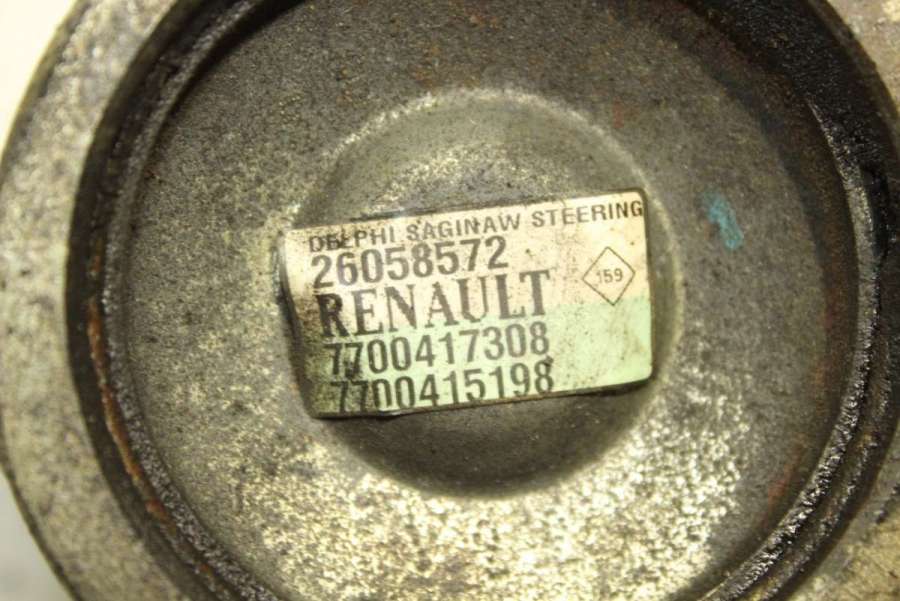 DELPHI SAGINAW STEERING
26058572
RENAULT
159
7700417308
7700415198